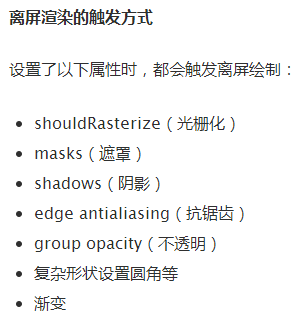 离屏渲染的触发方式
设置了以下属性时，都会触发离屏绘制：
• shouldRasterize（光栅化）
• masks（遮罩）
• shadows（阴影）
• edge antialiasing（抗锯齿）
• group opacity（不透明）
• 复杂形状设置圆角等
• 渐变